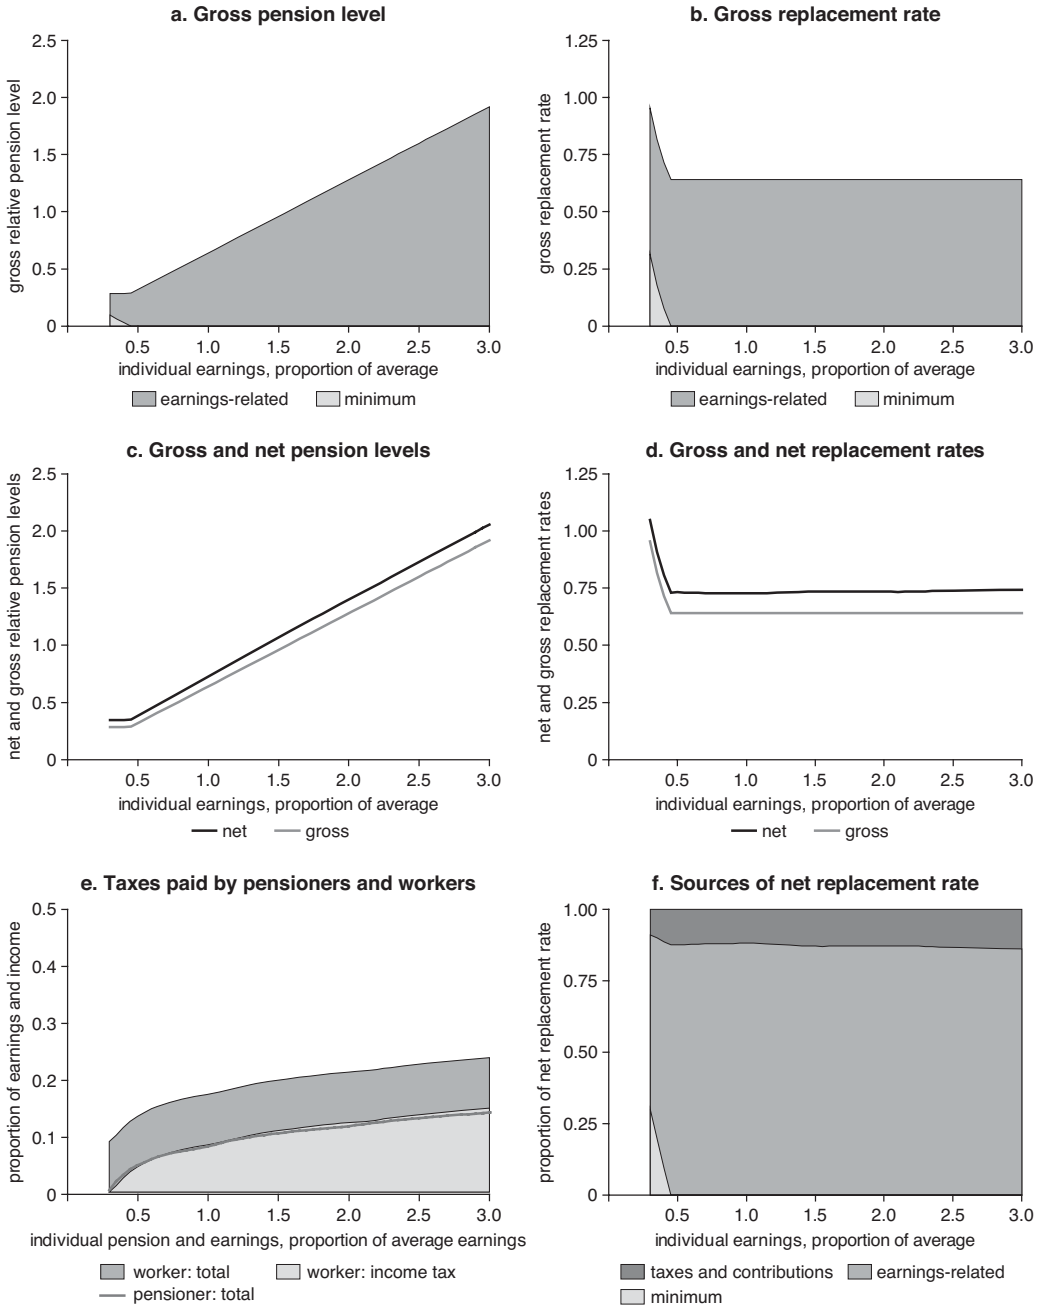 a. Gross pension level
gross relative pension level
2.5
2.0
1.5
1.0
0.5
0
0.5 1.0 1.5 2.0 2.5 3.0
individual earnings, proportion of average
earnings-related minimum
b. Gross replacement rate
gross replacement rate
1.25
1.00
0.75
0.50
0.25
0
0.5 1.0 1.5 2.0 2.5 3.0
individual earnings, proportion of average
earnings-related minimum
c. Gross and net pension levels
net and gross relative pension levels
2.5
2.0
1.5
1.0
0.5
0
0.5 1.0 1.5 2.0 2.5 3.0
individual earnings, proportion of average
net gross
d. Gross and net replacement rates
net and gross replacement rates
1.25
1.00
0.75
0.50
0.25
0
0.5 1.0 1.5 2.0 2.5 3.0
individual earnings, proportion of average
net gross
e. Taxes paid by pensioners and workers
proportion of earnings and income
0.5
0.4
0.3
0.2
0.1
0
0.5 1.0 1.5 2.0 2.5 3.0
individual pension and earnings, proportion of average earnings
worker: total worker: income tax
pensioner: total
f. Sources of net replacement rate
proportion of net replacement rate
1.00
0.75
0.50
0.25
0
0.5 1.0 1.5 2.0 2.5 3.0
individual earnings, proportion of average
taxes and contributions earnings-related
minimum